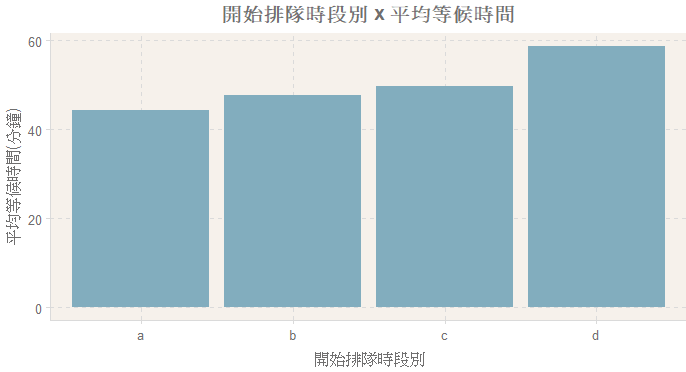 開始排隊時段別 x 平均等候時間
平均等候時間(分鐘)
60
40
20
0
a b c d
開始排隊時段別